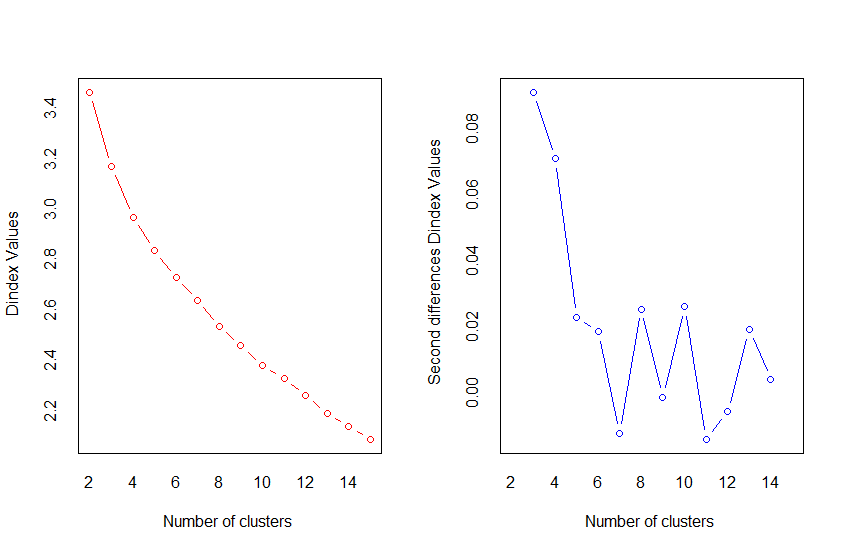 Dindex Values
3.4
3.2
3.0
2.8
2.6
2.4
2.2
2 4 6 8 10 12 14
Number of clusters
Second differences Dindex Values
0.08
0.06
0.04
0.02
0.00
2 4 6 8 10 12 14
Number of clusters